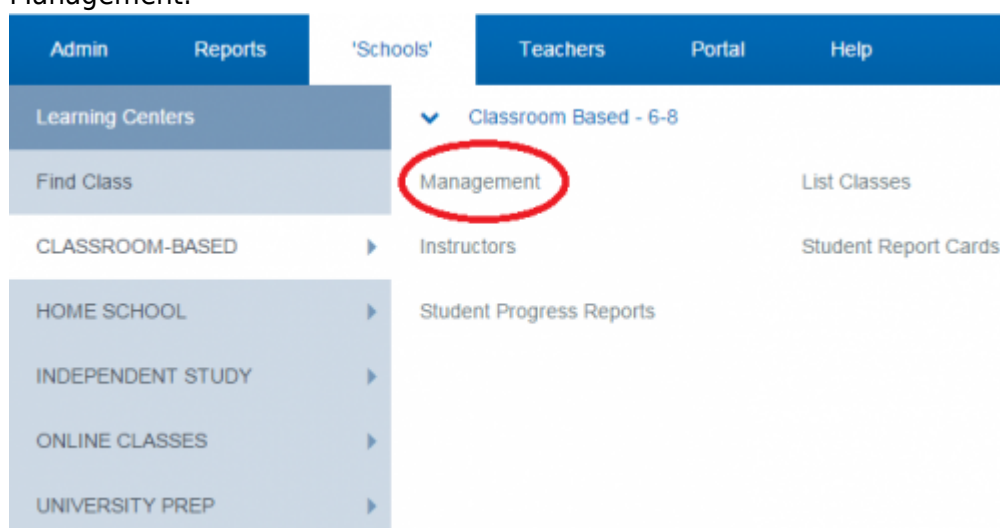 Management.
Admin Reports 'Schools' Teachers Portal Help
Learning Centers
Classroom Based - 6-8
Find Class
Management
List Classes
CLASSROOM-BASED
Instructors
Student Report Cards
HOME SCHOOL
Student Progress Reports
INDEPENDENT STUDY
ONLINE CLASSES
UNIVERSITY PREP